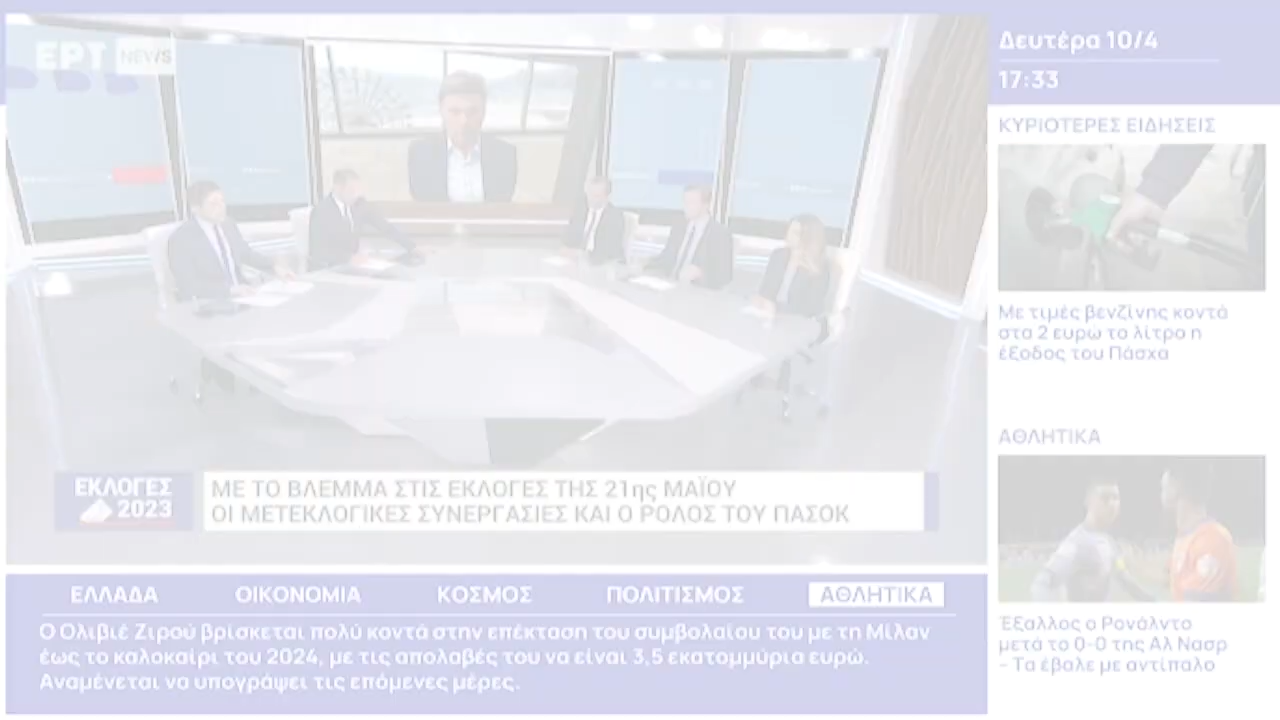 ΕΡΤ NEWS
Δευτέρα 10/4
17:33
ΚΥΡΙΟΤΕΡΕΣ ΕΙΔΗΣΕΙΣ
Με τιμές βενζίνης κοντά
στα 2 ευρώ το λίτρο η
έξοδος του Πάσχα
ΑΘΛΗΤΙΚΑ
Έξαλλος ο Ρονάλντο
μετά το 0-0 της Αλ Νασρ
– Τα έβαλε με αντίπαλο
ΕΚΛΟΓΕΣ
2023
ΜΕ ΤΟ ΒΛΕΜΜΑ ΣΤΙΣ ΕΚΛΟΓΕΣ ΤΗΣ 21ης ΜΑΪΟΥ
ΟΙ ΜΕΤΕΚΛΟΓΙΚΕΣ ΣΥΝΕΡΓΑΣΙΕΣ ΚΑΙ Ο ΡΟΛΟΣ ΤΟΥ ΠΑΣΟΚ
ΕΛΛΑΔΑ ΟΙΚΟΝΟΜΙΑ ΚΟΣΜΟΣ ΠΟΛΙΤΙΣΜΟΣ ΑΘΛΗΤΙΚΑ
Ο Ολιβιέ Ζιρού βρίσκεται πολύ κοντά στην επέκταση του συμβολαίου του με τη Μίλαν
έως το καλοκαίρι του 2024, με τις απολαβές του να είναι 3,5 εκατομμύρια ευρώ.
Αναμένεται να υπογράψει τις επόμενες μέρες.